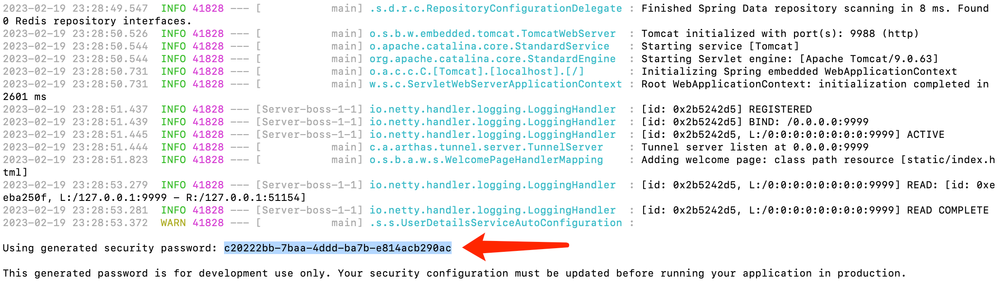 2023-02-19 23:28:49.547  INFO 41828 --- [           main] .s.d.r.c.RepositoryConfigurationDelegate : Finished Spring Data repository scanning in 8 ms. Found
0 Redis repository interfaces.
2023-02-19 23:28:50.526  INFO 41828 --- [           main] o.s.b.w.embedded.tomcat.TomcatWebServer  : Tomcat initialized with port(s): 9988 (http)
2023-02-19 23:28:50.544  INFO 41828 --- [           main] o.apache.catalina.core.StandardService   : Starting service [Tomcat]
2023-02-19 23:28:50.544  INFO 41828 --- [           main] org.apache.catalina.core.StandardEngine  : Starting Servlet engine: [Apache Tomcat/9.0.63]
2023-02-19 23:28:50.731  INFO 41828 --- [           main] o.a.c.c.C.[Tomcat].[localhost].[/]       : Initializing Spring embedded WebApplicationContext
2023-02-19 23:28:50.731  INFO 41828 --- [           main] w.s.c.ServletWebServerApplicationContext : Root WebApplicationContext: initialization completed in
2601 ms
2023-02-19 23:28:51.437  INFO 41828 --- [Server-boss-1-1] io.netty.handler.logging.LoggingHandler  : [id: 0x2b5242d5] REGISTERED
2023-02-19 23:28:51.439  INFO 41828 --- [Server-boss-1-1] io.netty.handler.logging.LoggingHandler  : [id: 0x2b5242d5] BIND: /0.0.0.0:9999
2023-02-19 23:28:51.445  INFO 41828 --- [Server-boss-1-1] io.netty.handler.logging.LoggingHandler  : [id: 0x2b5242d5, L:/0:0:0:0:0:0:0:0:9999] ACTIVE
2023-02-19 23:28:51.444  INFO 41828 --- [           main] c.a.arthas.tunnel.server.TunnelServer    : Tunnel server listen at 0.0.0.0:9999
2023-02-19 23:28:51.823  INFO 41828 --- [           main] o.s.b.a.w.s.WelcomePageHandlerMapping    : Adding welcome page: class path resource [static/index.h
tml]
2023-02-19 23:28:53.279  INFO 41828 --- [Server-boss-1-1] io.netty.handler.logging.LoggingHandler  : [id: 0x2b5242d5, L:/0:0:0:0:0:0:0:0:9999] READ: [id: 0xe
eba250f, L:/127.0.0.1:9999 - R:/127.0.0.1:51154]
2023-02-19 23:28:53.281  INFO 41828 --- [Server-boss-1-1] io.netty.handler.logging.LoggingHandler  : [id: 0x2b5242d5, L:/0:0:0:0:0:0:0:0:9999] READ COMPLETE
2023-02-19 23:28:53.372  WARN 41828 --- [           main] .s.s.UserDetailsServiceAutoConfiguration :
Using generated security password: c20222bb-7baa-4ddd-ba7b-e814acb290ac
This generated password is for development use only. Your security configuration must be updated before running your application in production.